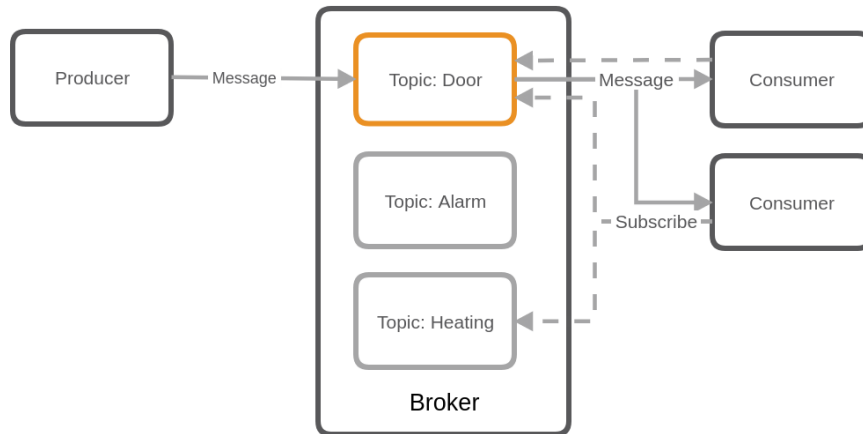 Producer
Message
Topic: Door
Message
Consumer
Topic: Alarm
Consumer
Subscribe
Topic: Heating
Broker